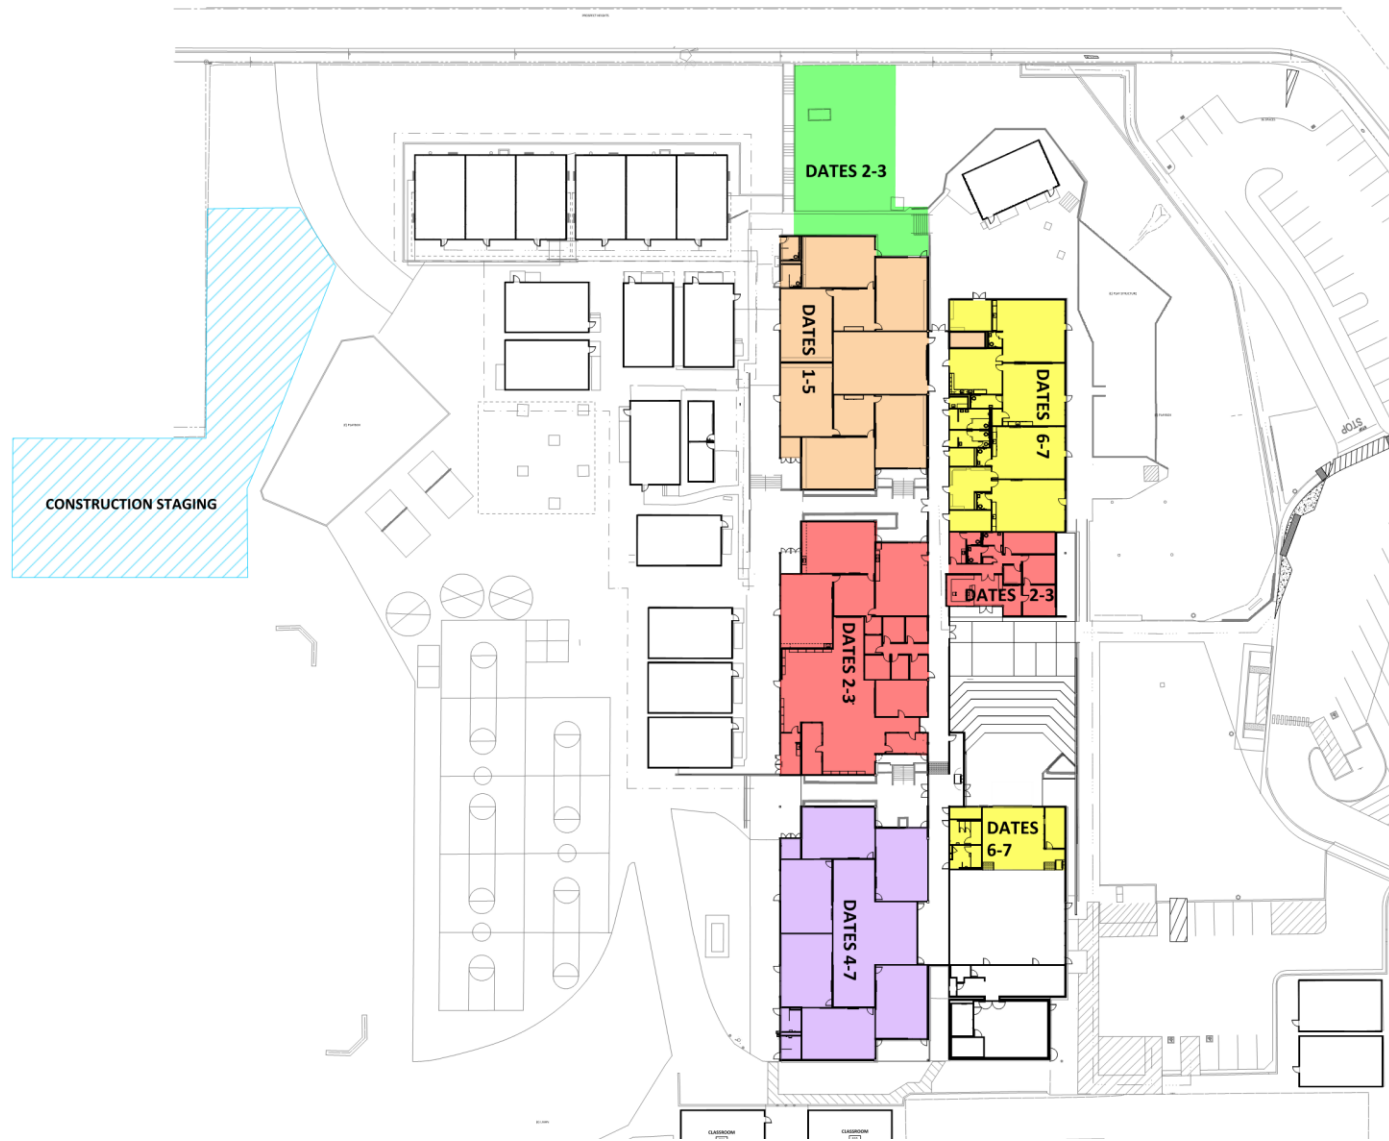 DATES 2-3
DATES 1-5
DATES 6-7
STOP
CONSTRUCTION STAGING
DATES 2-3
DATES 2-3
DATES
6-7
DATES 4-7
CLASSROOM
CLASSROOM